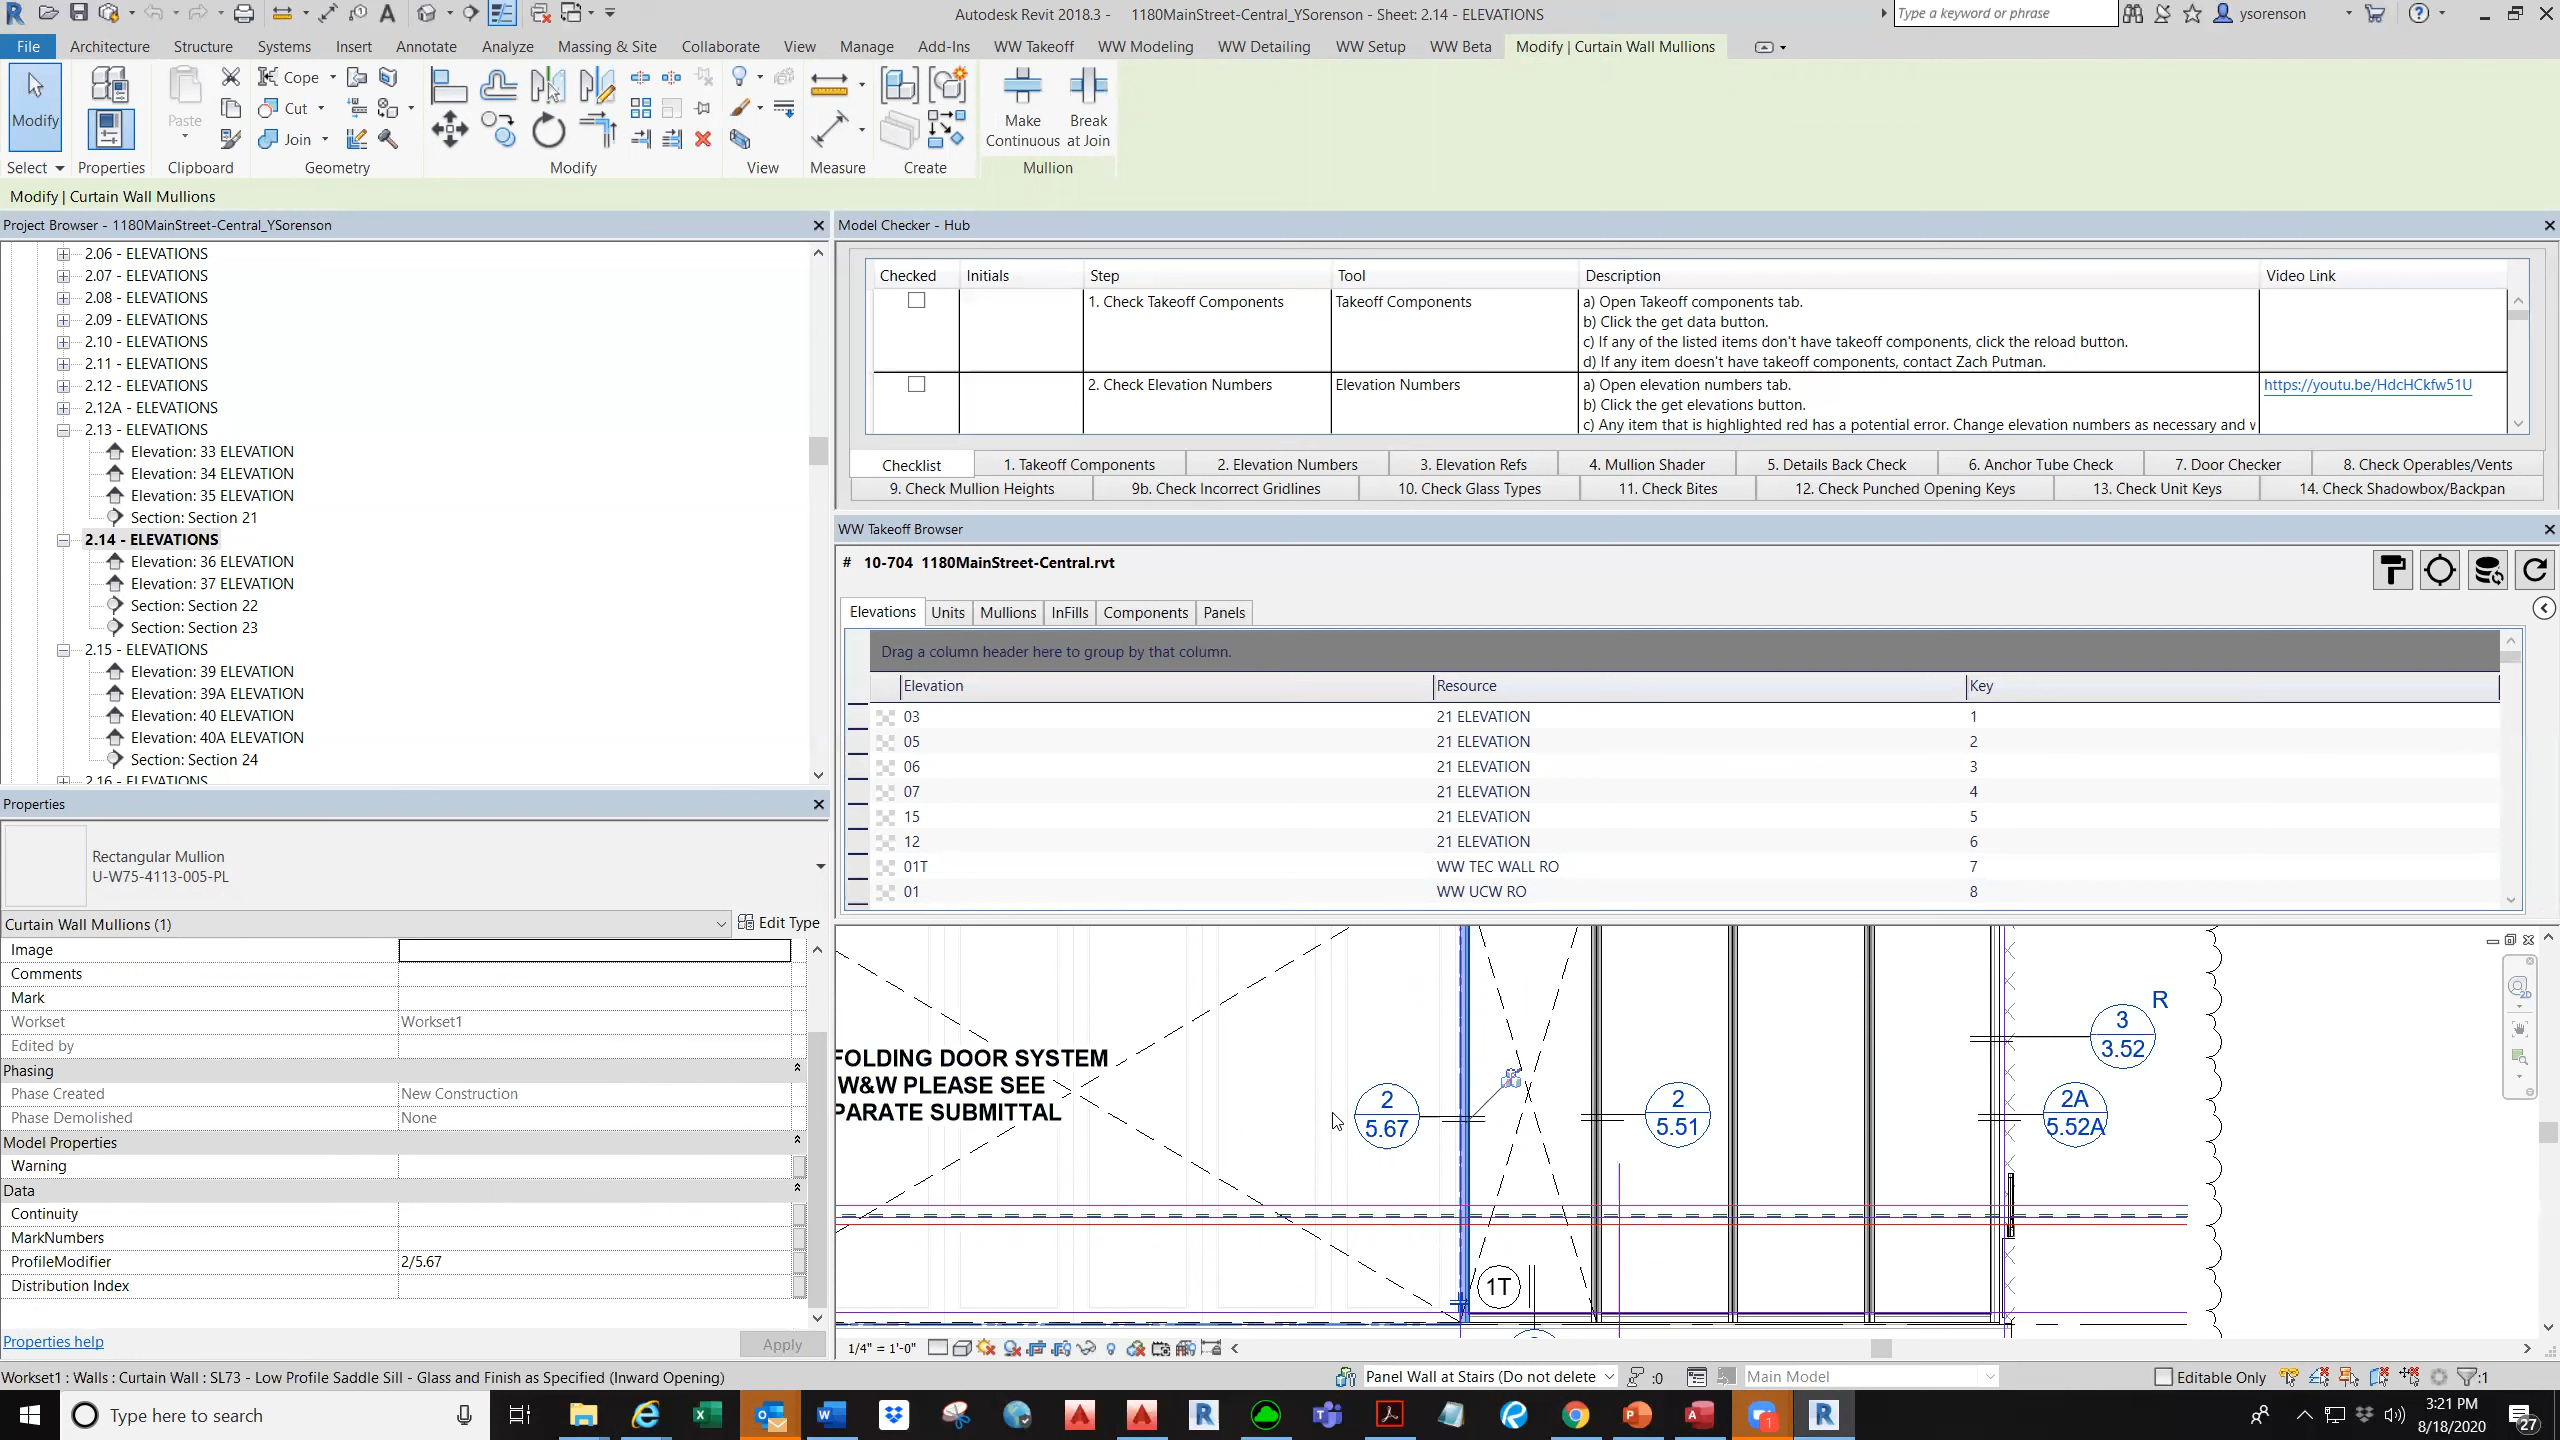 Autodesk Revit 2018.3 - 1180MainStreet-Central_YSorenson - Sheet: 2.14 - ELEVATIONS
Type a keyword or phrase
ysorenson
File Architecture Structure Systems Insert Annotate Analyze Massing & Site Collaborate View Manage Add-Ins WW Takeoff WW Modeling WW Detailing WW Setup WW Beta Modify | Curtain Wall Mullions
Modify
Paste
Cope
Cut
Join
Make Continuous
Break at Join
Select Properties Clipboard Geometry Modify View Measure Create Mullion
Modify | Curtain Wall Mullions
Project Browser - 1180MainStreet-Central_YSorenson
2.06 - ELEVATIONS
2.07 - ELEVATIONS
2.08 - ELEVATIONS
2.09 - ELEVATIONS
2.10 - ELEVATIONS
2.11 - ELEVATIONS
2.12 - ELEVATIONS
2.12A - ELEVATIONS
2.13 - ELEVATIONS
Elevation: 33 ELEVATION
Elevation: 34 ELEVATION
Elevation: 35 ELEVATION
Section: Section 21
2.14 - ELEVATIONS
Elevation: 36 ELEVATION
Elevation: 37 ELEVATION
Section: Section 22
Section: Section 23
2.15 - ELEVATIONS
Elevation: 39 ELEVATION
Elevation: 39A ELEVATION
Elevation: 40 ELEVATION
Elevation: 40A ELEVATION
Section: Section 24
2.16 - ELEVATIONS
Properties
Rectangular Mullion
U-W75-4113-005-PL
Curtain Wall Mullions (1) Edit Type
Image
Comments
Mark
Workset Workset1
Edited by
Phasing
Phase Created New Construction
Phase Demolished None
Model Properties
Warning
Data
Continuity
MarkNumbers
ProfileModifier 2/5.67
Distribution Index
Properties help Apply
Model Checker - Hub
Checked Initials Step Tool Description Video Link
1. Check Takeoff Components Takeoff Components a) Open Takeoff components tab.
b) Click the get data button.
c) If any of the listed items don't have takeoff components, click the reload button.
d) If any item doesn't have takeoff components, contact Zach Putman.
2. Check Elevation Numbers Elevation Numbers a) Open elevation numbers tab. https://youtu.be/HdcHCkfw51U
b) Click the get elevations button.
c) Any item that is highlighted red has a potential error. Change elevation numbers as necessary and
Checklist 1. Takeoff Components 2. Elevation Numbers 3. Elevation Refs 4. Mullion Shader 5. Details Back Check 6. Anchor Tube Check 7. Door Checker 8. Check Operables/Vents
9. Check Mullion Heights 9b. Check Incorrect Gridlines 10. Check Glass Types 11. Check Bites 12. Check Punched Opening Keys 13. Check Unit Keys 14. Check Shadowbox/Backpan
WW Takeoff Browser
# 10-704 1180MainStreet-Central.rvt
Elevations Units Mullions InFills Components Panels
Drag a column header here to group by that column.
Elevation Resource Key
03 21 ELEVATION 1
05 21 ELEVATION 2
06 21 ELEVATION 3
07 21 ELEVATION 4
15 21 ELEVATION 5
12 21 ELEVATION 6
01T WW TEC WALL RO 7
01 WW UCW RO 8
FOLDING DOOR SYSTEM
W&W PLEASE SEE
PARATE SUBMITTAL
2
5.67
2
5.51
R
3
3.52
2A
5.52A
1T
1/4" = 1'-0"
Workset1 : Walls : Curtain Wall : SL73 - Low Profile Saddle Sill - Glass and Finish as Specified (Inward Opening)
Panel Wall at Stairs (Do not delete :0 Main Model Editable Only :1
Type here to search
3:21 PM
8/18/2020
27